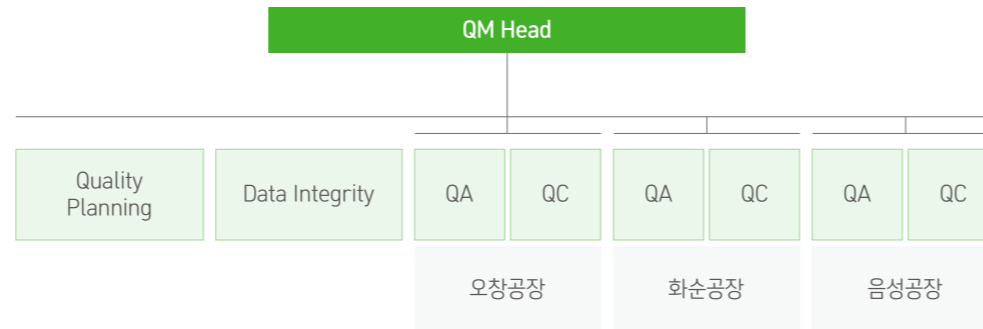 QM Head
Quality
Planning
Data Integrity
QA
QC
QA
QC
QA
QC
오창공장
화순공장
음성공장